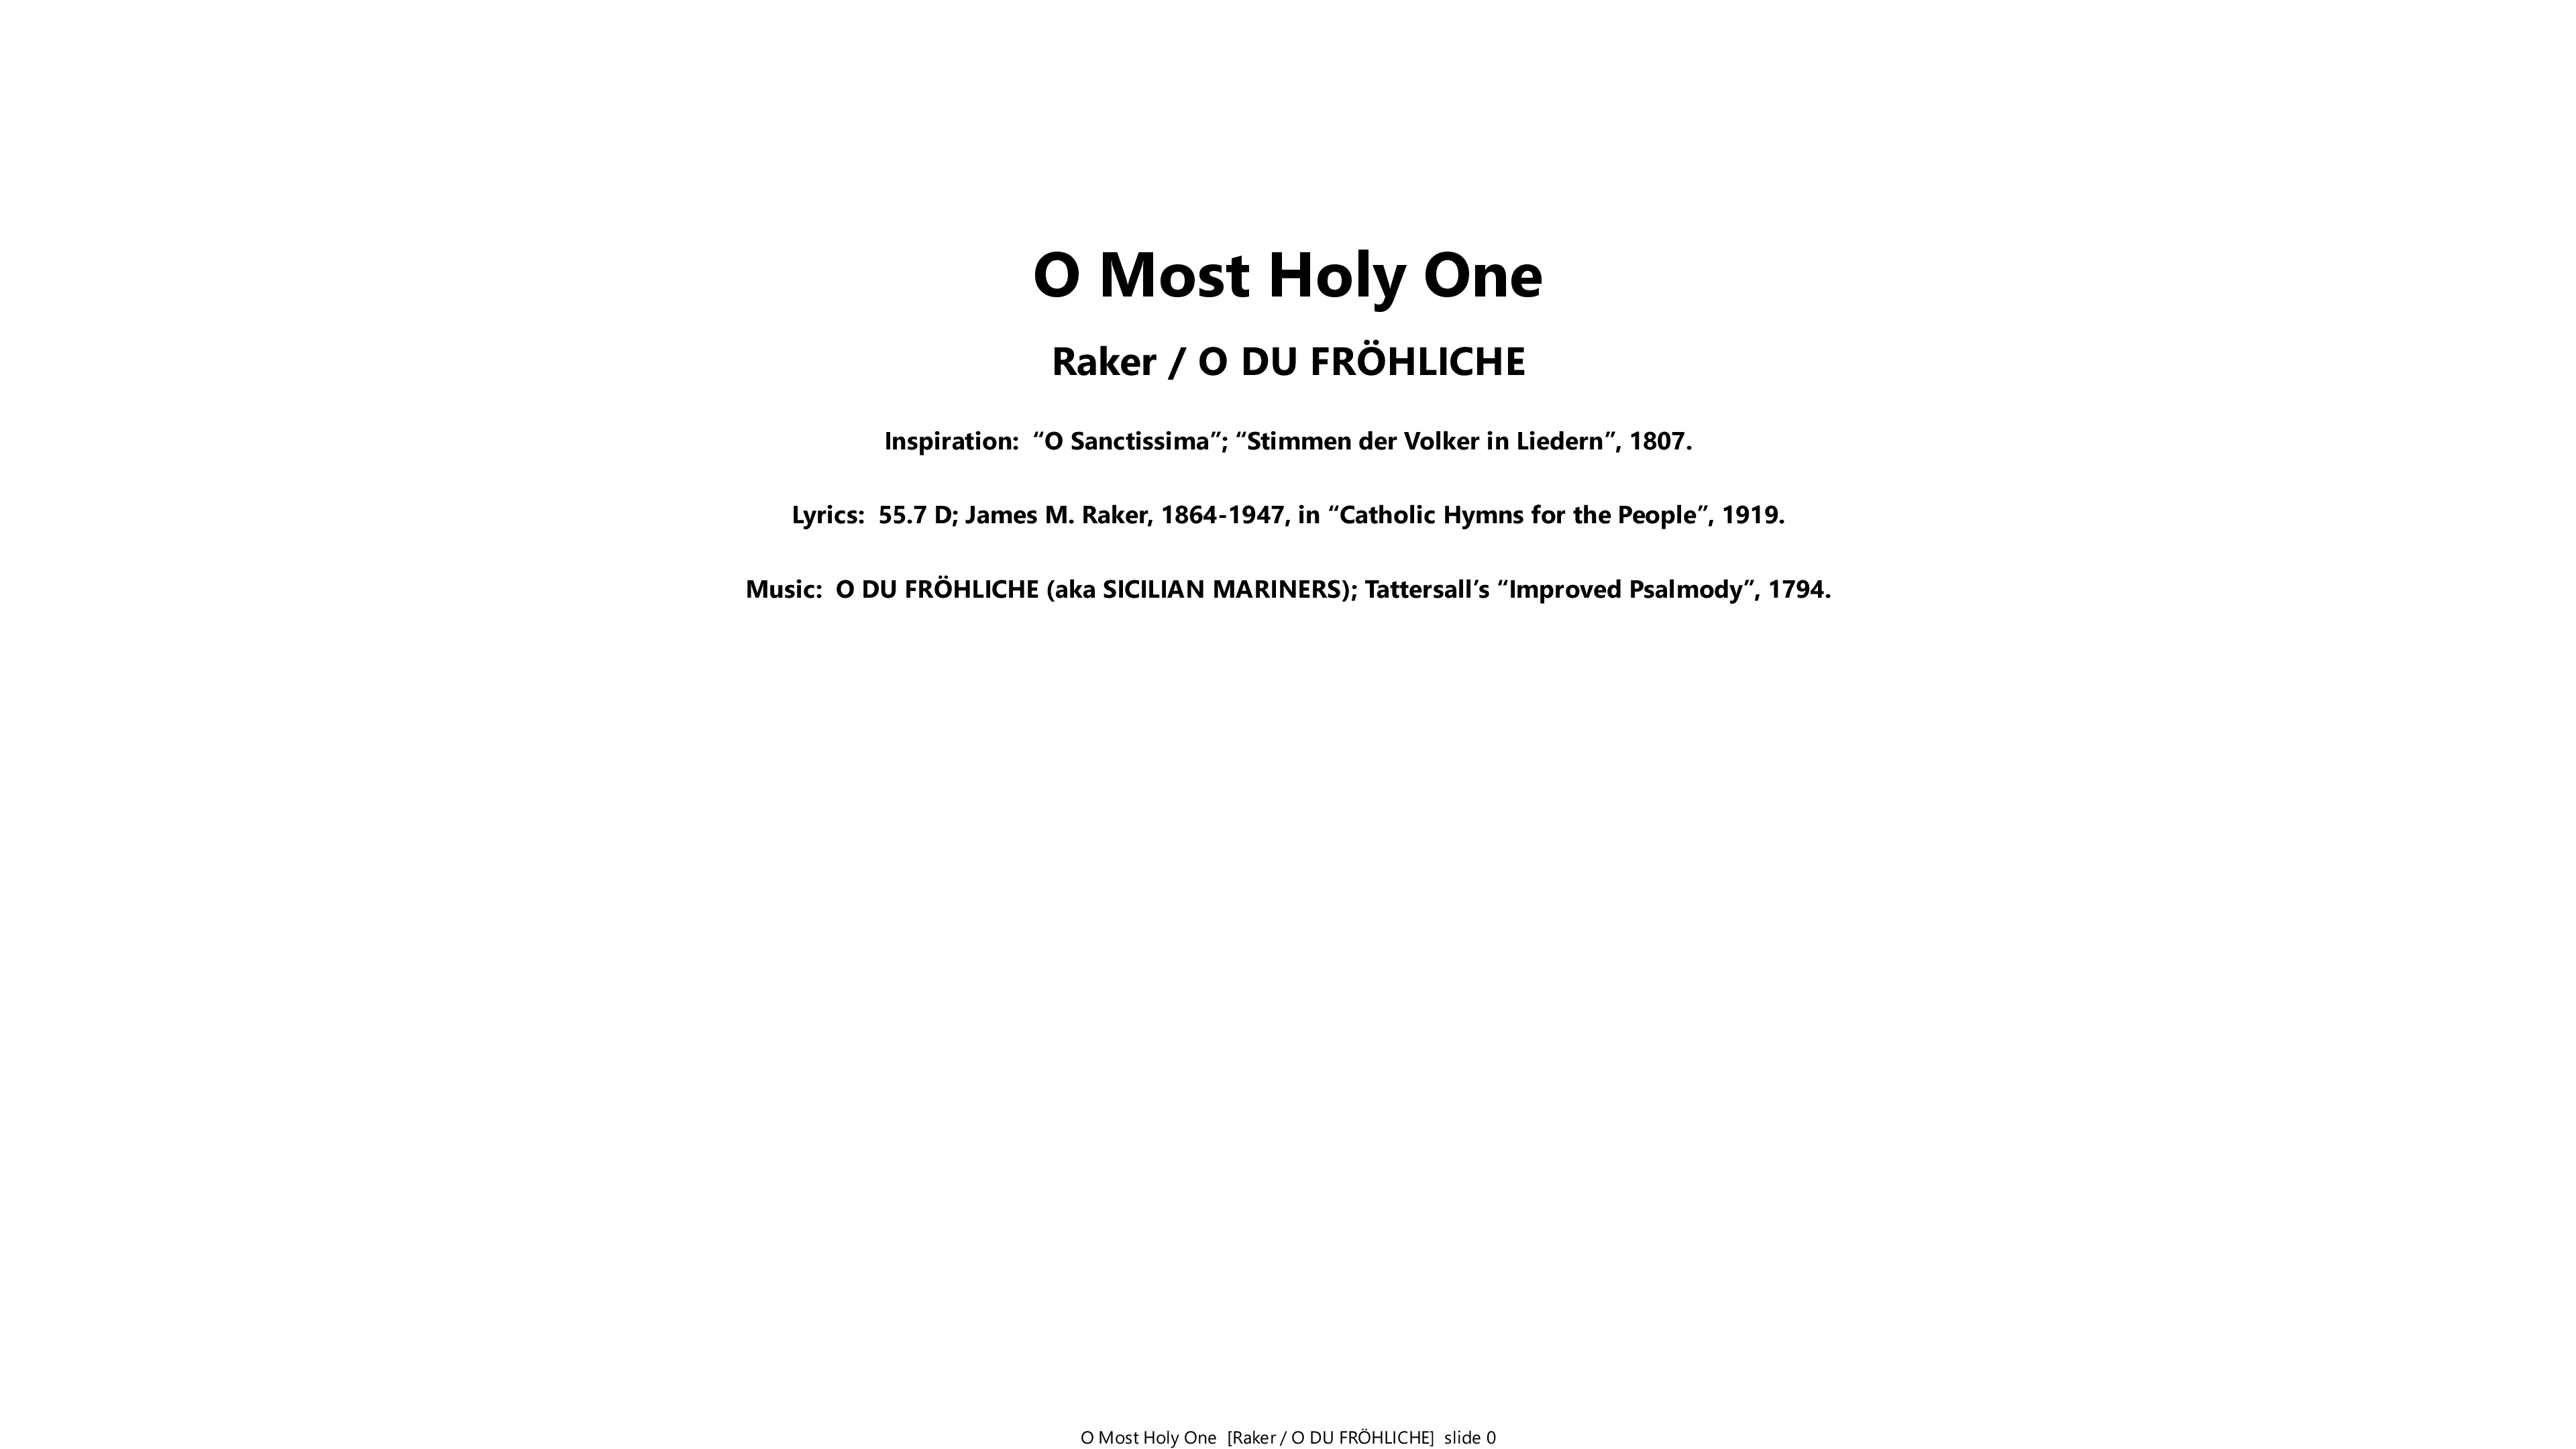 O Most Holy One
Raker / O DU FRÖHLICHE
Inspiration:  “O Sanctissima”; “Stimmen der Volker in Liedern”, 1807.
Lyrics:  55.7 D; James M. Raker, 1864-1947, in “Catholic Hymns for the People”, 1919.
Music:  O DU FRÖHLICHE (aka SICILIAN MARINERS); Tattersall’s “Improved Psalmody”, 1794.
O Most Holy One  [Raker / O DU FRÖHLICHE]  slide 0